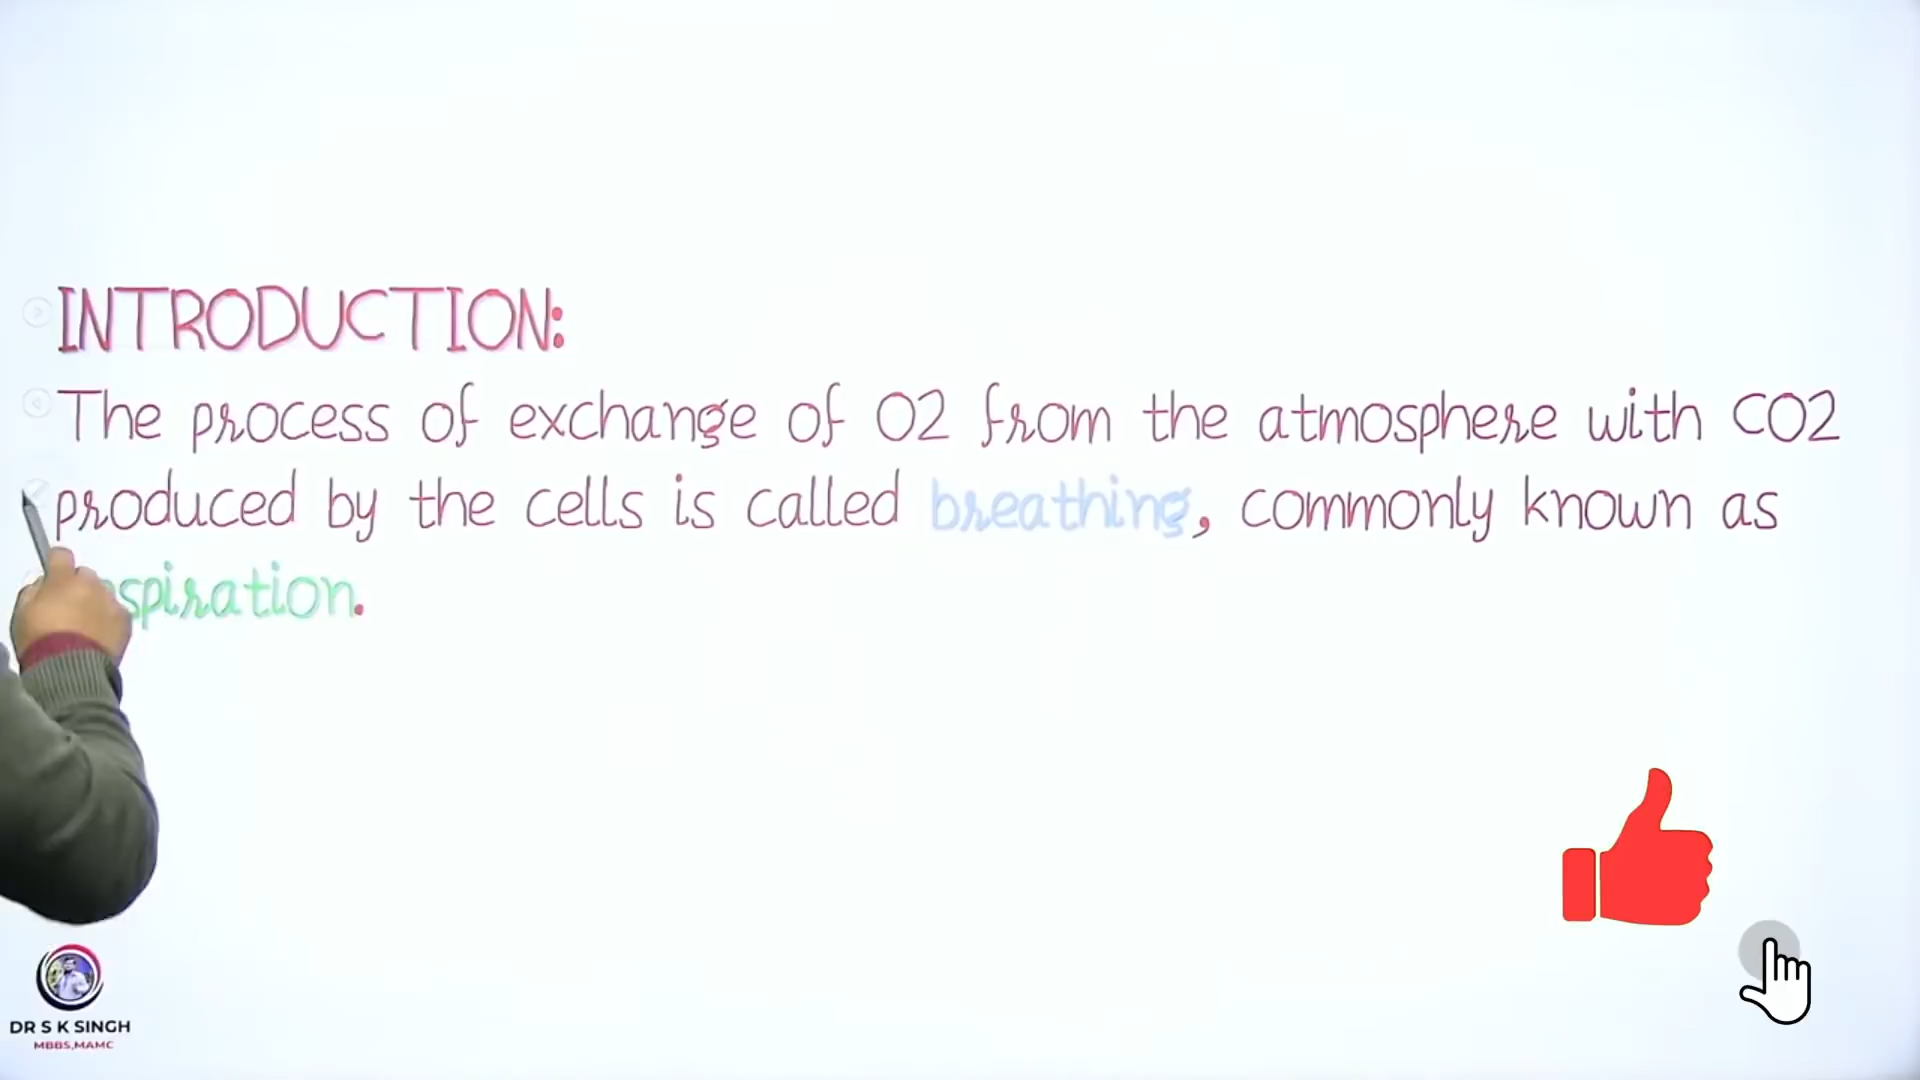 INTRODUCTION:
The process of exchange of O2 from the atmosphere with CO2
produced by the cells is called breathing, commonly known as
spiration.
DR S K SINGH
MBBS,MAMC